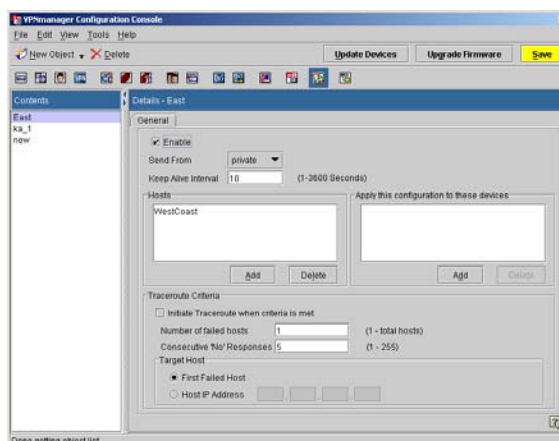 VPNmanager Configuration Console
File Edit View Tools Help
New Object Delete Update Devices Upgrade Firmware Save
Contents
East
ka_1
new
Details - East
General
Enable
Send From private
Keep Alive Interval 10 (1-3600 Seconds)
Hosts
WestCoast
Add Delete
Apply this configuration to these devices
Add Delete
Traceroute Criteria
Initiate Traceroute when criteria is met
Number of failed hosts 1 (1 - total hosts)
Consecutive 'No' Responses 5 (1 - 255)
Target Host
First Failed Host
Host IP Address
Done getting object list